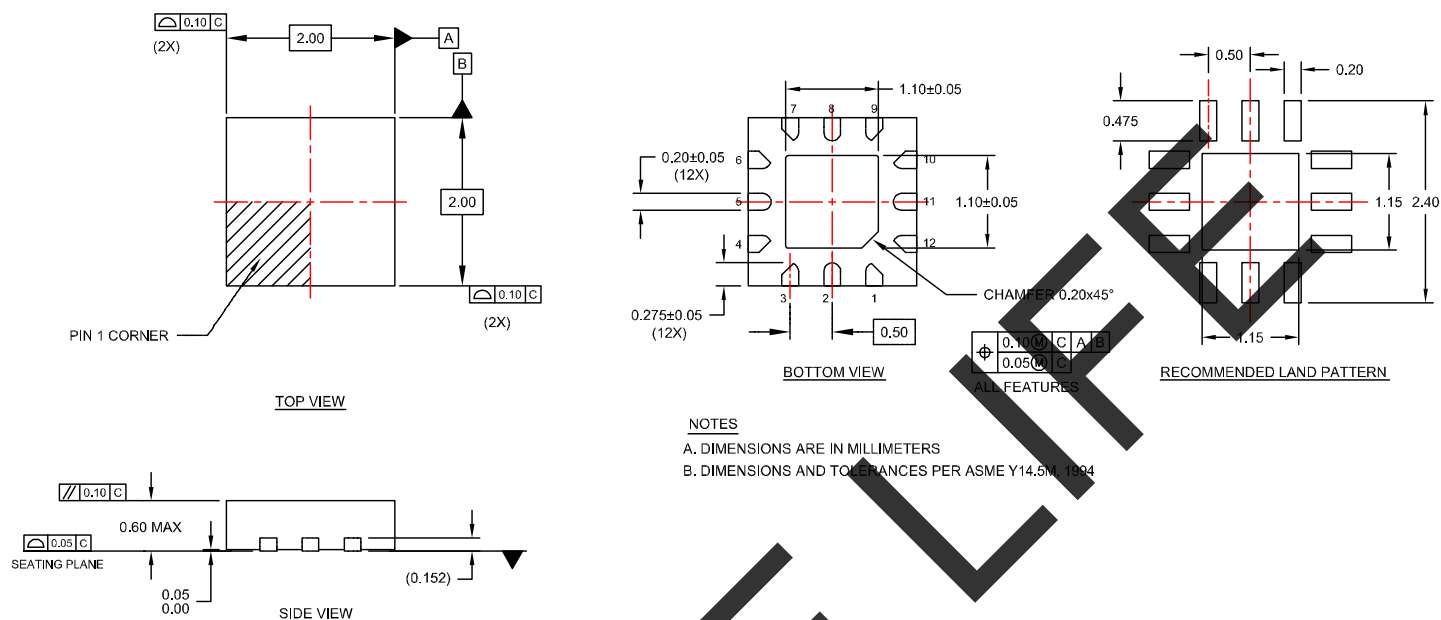 ⌓ 0.10 C
(2X)
2.00
A
B
2.00
⌓ 0.10 C
(2X)
PIN 1 CORNER
TOP VIEW
1.10±0.05
7 8 9
0.20±0.05
(12X)
6
10
5
11
1.10±0.05
4
12
3 2 1
0.275±0.05
(12X)
0.50
CHAMFER 0.20x45°
BOTTOM VIEW
⌖ 0.10Ⓜ C A B
0.05Ⓜ C
ALL FEATURES
0.50
0.20
0.475
1.15
2.40
1.15
RECOMMENDED LAND PATTERN
NOTES
A. DIMENSIONS ARE IN MILLIMETERS
B. DIMENSIONS AND TOLERANCES PER ASME Y14.5M, 1994
// 0.10 C
0.60 MAX
⌓ 0.05 C
SEATING PLANE
0.05
0.00
(0.152)
SIDE VIEW
LIFE